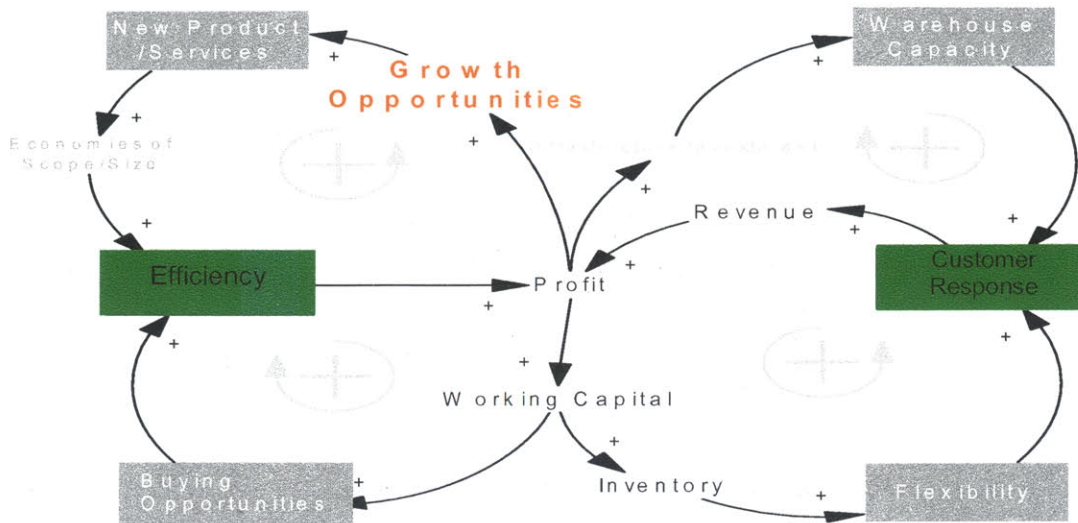 New Product
/Services
Warehouse
Capacity
Growth
Opportunities
+
+
+
Economies of
Scope/Size
+
+
+
+
Revenue
+
+
+
Efficiency
Customer
Response
Profit
+
+
+
+
+
Working Capital
+
Buying
Opportunities
+
Inventory
+
Flexibility